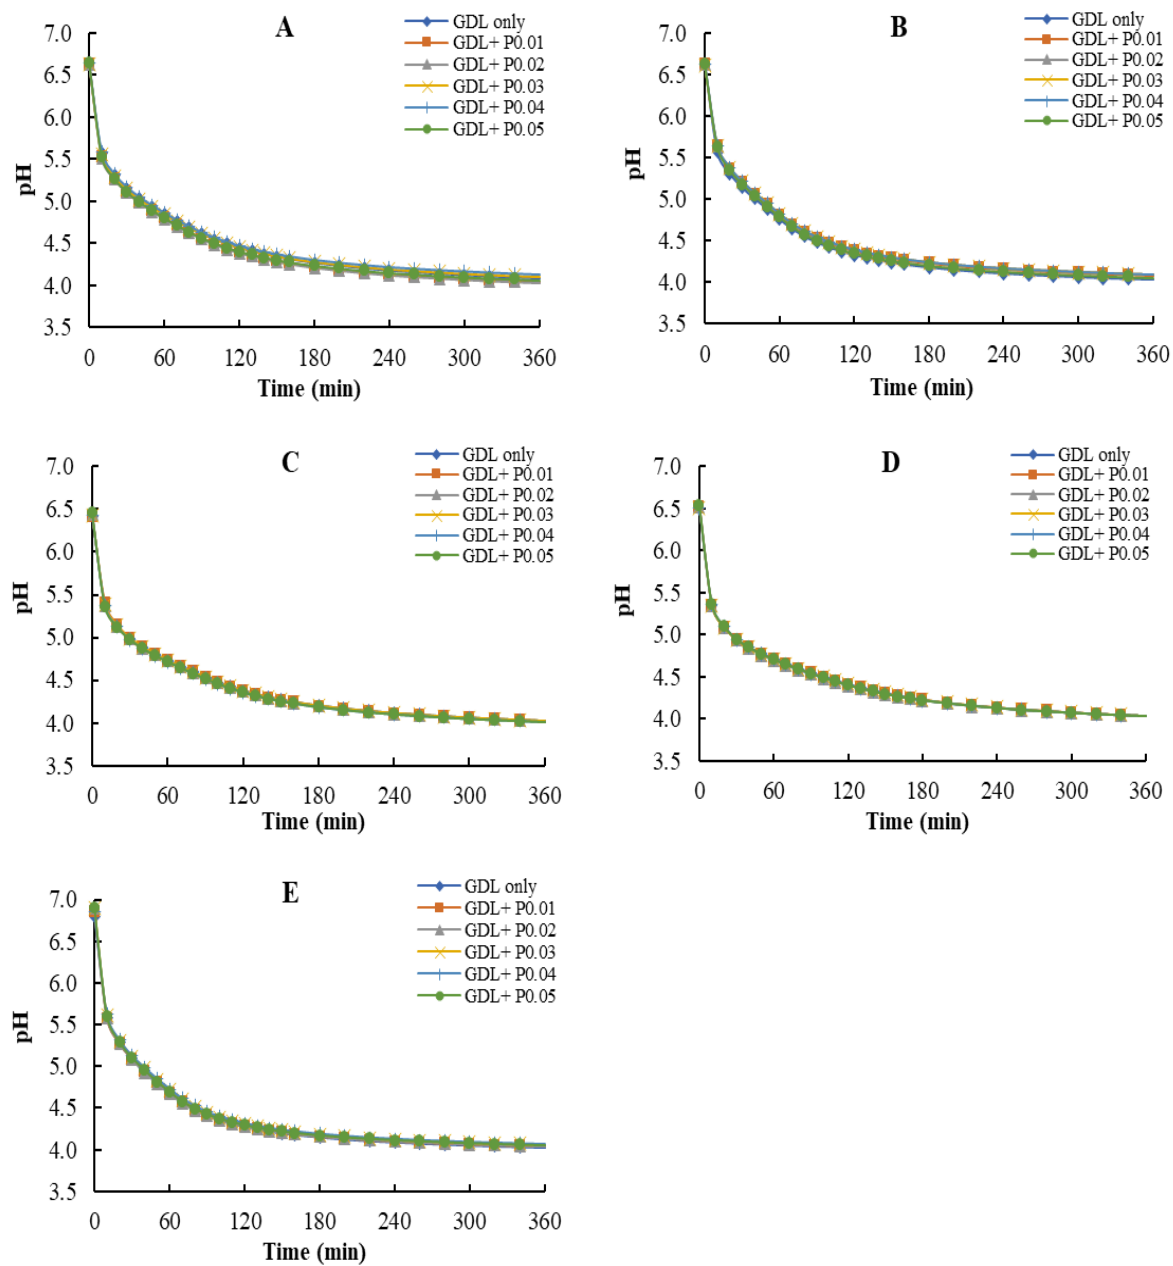 A
GDL only
GDL+ P0.01
GDL+ P0.02
GDL+ P0.03
GDL+ P0.04
GDL+ P0.05
7.0
6.5
6.0
5.5
5.0
4.5
4.0
3.5
pH
0 60 120 180 240 300 360
Time (min)
B
GDL only
GDL+ P0.01
GDL+ P0.02
GDL+ P0.03
GDL+ P0.04
GDL+ P0.05
7.0
6.5
6.0
5.5
5.0
4.5
4.0
3.5
pH
0 60 120 180 240 300 360
Time (min)
C
GDL only
GDL+ P0.01
GDL+ P0.02
GDL+ P0.03
GDL+ P0.04
GDL+ P0.05
7.0
6.5
6.0
5.5
5.0
4.5
4.0
3.5
pH
0 60 120 180 240 300 360
Time (min)
D
GDL only
GDL+ P0.01
GDL+ P0.02
GDL+ P0.03
GDL+ P0.04
GDL+ P0.05
7.0
6.5
6.0
5.5
5.0
4.5
4.0
3.5
pH
0 60 120 180 240 300 360
Time (min)
E
GDL only
GDL+ P0.01
GDL+ P0.02
GDL+ P0.03
GDL+ P0.04
GDL+ P0.05
7.0
6.5
6.0
5.5
5.0
4.5
4.0
3.5
pH
0 60 120 180 240 300 360
Time (min)